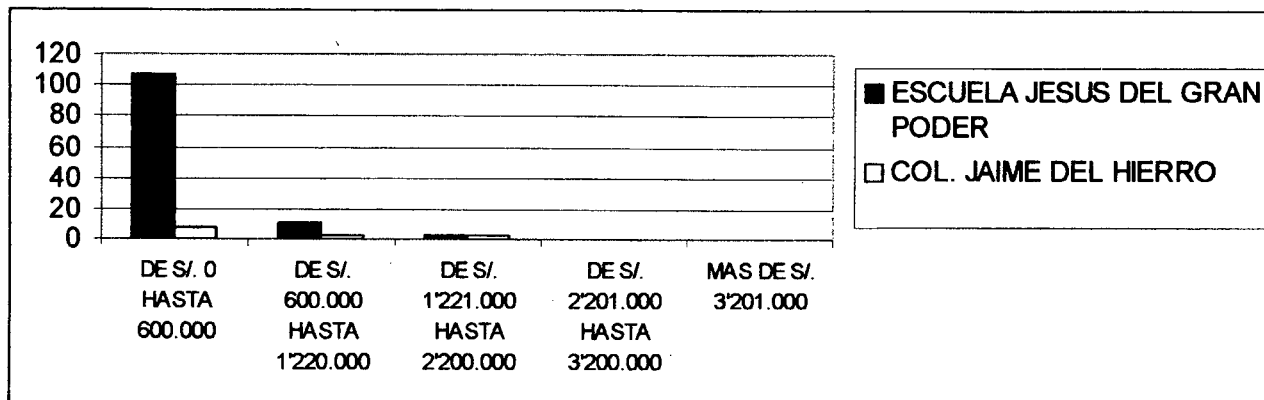 120
100
80
60
40
20
0
DE S/. 0
HASTA
600.000
DE S/.
600.000
HASTA
1'220.000
DE S/.
1'221.000
HASTA
2'200.000
DE S/.
2'201.000
HASTA
3'200.000
MAS DE S/.
3'201.000
ESCUELA JESUS DEL GRAN
PODER
COL. JAIME DEL HIERRO